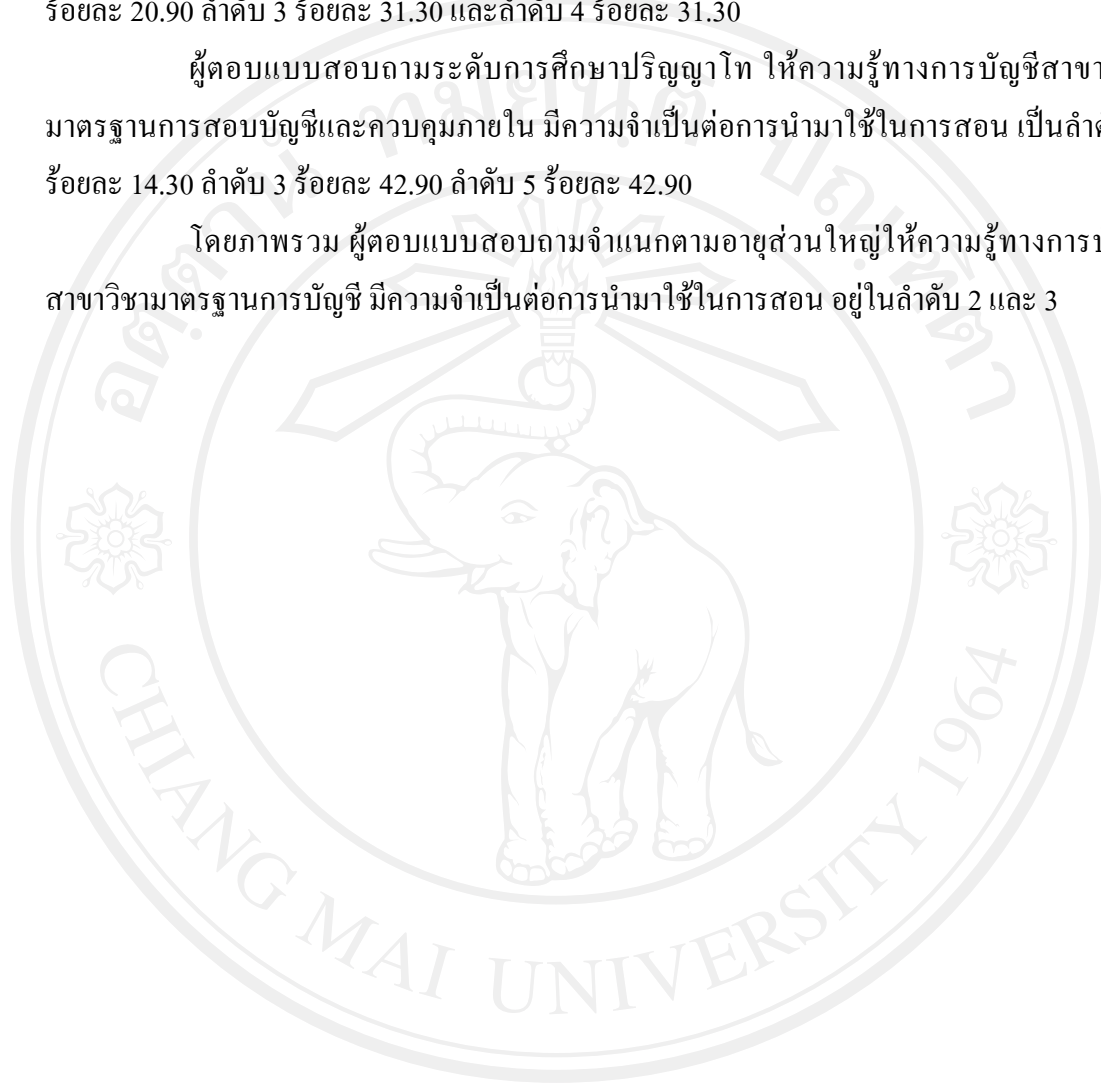 ร้อยละ 20.90 ลำดับ 3 ร้อยละ 31.30 และลำดับ 4 ร้อยละ 31.30
ผู้ตอบแบบสอบถามระดับการศึกษาปริญญาโท ให้ความรู้ทางการบัญชีสาขา
มาตรฐานการสอบบัญชีและควบคุมภายใน มีความจำเป็นต่อการนำมาใช้ในการสอน เป็น
ร้อยละ 14.30 ลำดับ 3 ร้อยละ 42.90 ลำดับ 5 ร้อยละ 42.90
โดยภาพรวม ผู้ตอบแบบสอบถามจำแนกตามอายุส่วนใหญ่ให้ความรู้ทางการ
สาขาวิชามาตรฐานการบัญชี มีความจำเป็นต่อการนำมาใช้ในการสอน อยู่ในลำดับ 2 และ 3
อตฺตานํ ทมยนฺติ ปณฺฑิตา
CHIANG MAI UNIVERSITY 1964